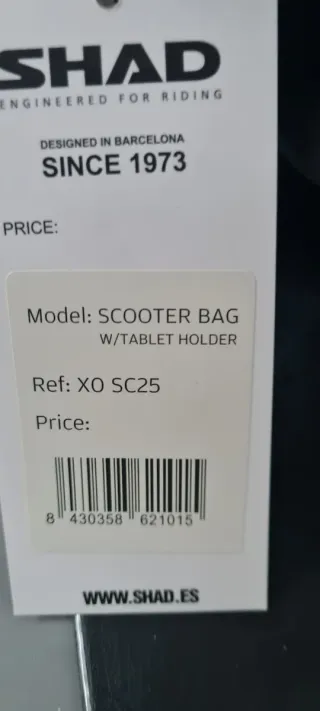 SHAD
ENGINEERED FOR RIDING
DESIGNED IN BARCELONA
SINCE 1973
PRICE:
Model: SCOOTER BAG
W/TABLET HOLDER
Ref: X0 SC25
Price:
8 430358 621015
WWW.SHAD.ES